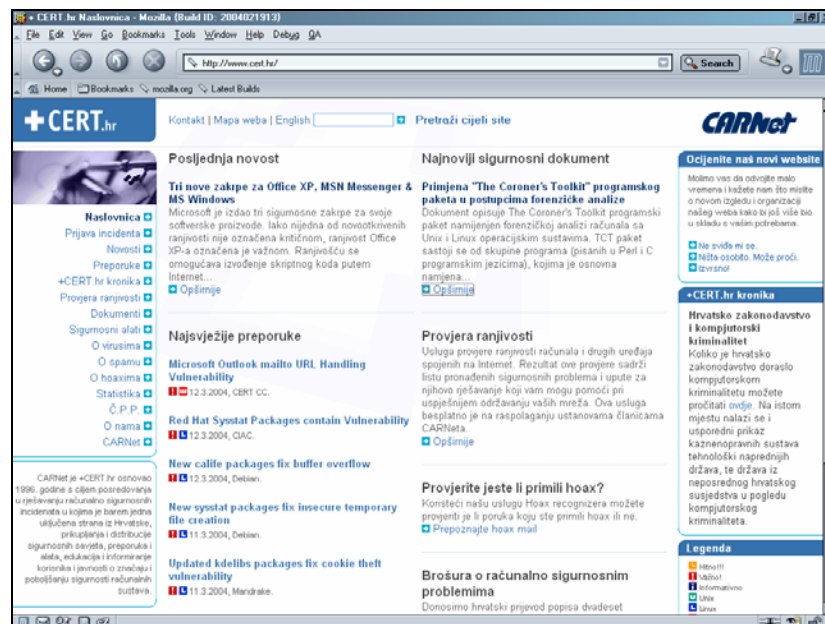 + CERT.hr Naslovnica - Mozilla (Build ID: 2004021913)
File Edit View Go Bookmarks Tools Window Help Debug QA
http://www.cert.hr/
Search
Home Bookmarks mozilla.org Latest Builds
+CERT.hr
Kontakt | Mapa weba | English
Pretraži cijeli site
CARNet
Naslovnica
Prijava incidenta
Novosti
Preporuke
+CERT.hr kronika
Provjera ranjivosti
Dokumenti
Sigurnosni alati
O virusima
O spamu
O hoaxima
Statistika
Č.P.P.
O nama
CARNet
CARNet je +CERT.hr osnovao
1996. godine s ciljem posredovanja
u rješavanju računalno sigurnosnih
incidenata u kojima je barem jedna
uključena strana iz Hrvatske,
prikupljanja i distribucije
sigurnosnih savjeta, preporuka i
alata, edukacija i informiranje
korisnika i javnosti o značaju i
poboljšanju sigurnosti računalnih
sustava.
Posljednja novost
Tri nove zakrpe za Office XP, MSN Messenger &
MS Windows
Microsoft je izdao tri sigurnosne zakrpe za svoje
softverske proizvode. Iako nijedna od novootkrivenih
ranjivosti nije označena kritičnom, ranjivost Office
XP-a označena je važnom. Ranjivošću se
omogućava izvođenje skriptnog koda putem
Internet...
Opširnije
Najsvježije preporuke
Microsoft Outlook mailto URL Handling
Vulnerability
12.3.2004, CERT CC.
Red Hat Sysstat Packages contain Vulnerability
12.3.2004, CIAC.
New calife packages fix buffer overflow
12.3.2004, Debian.
New sysstat packages fix insecure temporary
file creation
12.3.2004, Debian.
Updated kdelibs packages fix cookie theft
vulnerability
11.3.2004, Mandrake.
Najnoviji sigurnosni dokument
Primjena "The Coroner's Toolkit" programskog
paketa u postupcima forenzičke analize
Dokument opisuje The Coroner's Toolkit programski
paket namijenjen forenzičkoj analizi računala sa
Unix i Linux operacijskim sustavima. TCT paket
sastoji se od skupine programa (pisanih u Perl i C
programskim jezicima), kojima je osnovna
namjena...
Opširnije
Provjera ranjivosti
Usluga provjere ranjivosti računala i drugih uređaja
spojenih na Internet. Rezultat ove provjere sadrži
listu pronađenih sigurnosnih problema i upute za
njihovo rješavanje koji vam mogu pomoći pri
uspješnijem održavanju vaših mreža. Ova usluga
besplatno je na raspolaganju ustanovama članicama
CARNeta.
Opširnije
Provjerite jeste li primili hoax?
Koristeći našu uslugu Hoax recognizera možete
provjeriti je li poruka koju ste primili hoax ili ne.
Prepoznajte hoax mail
Brošura o računalno sigurnosnim
problemima
Donosimo hrvatski prijevod popisa dvadeset
Ocijenite naš novi website
Molimo vas da odvojite malo
vremena i kažete nam što mislite
o novom izgledu i organizaciji
našeg weba kako bi još više bio
u skladu s vašim potrebama.
Ne sviđa mi se.
Ništa osobito. Može proći.
Izvrsno!
+CERT.hr kronika
Hrvatsko zakonodavstvo
i kompjutorski
kriminalitet
Koliko je hrvatsko
zakonodavstvo doraslo
kompjutorskom
kriminalitetu možete
pročitati ovdje. Na istom
mjestu nalazi se i
usporedni prikaz
kaznenopravnih sustava
tehnološki naprednijih
država, te država iz
neposrednog hrvatskog
susjedstva u pogledu
kompjutorskog
kriminaliteta.
Legenda
Hitno!!!
Važno!
Informativno
Unix
Linux